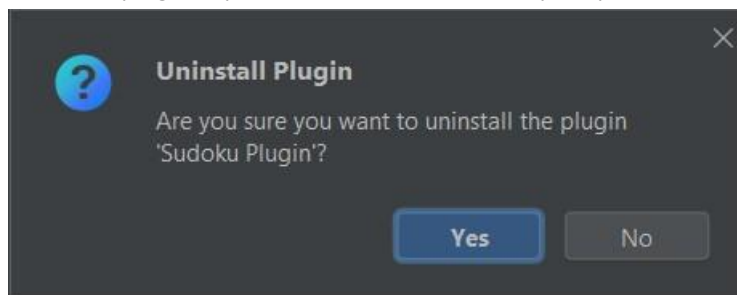 Uninstall Plugin
Are you sure you want to uninstall the plugin
'Sudoku Plugin'?
Yes
No